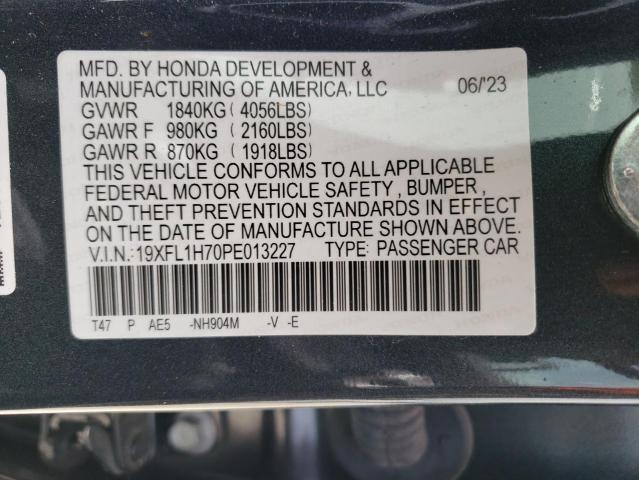 MFD. BY HONDA DEVELOPMENT &
MANUFACTURING OF AMERICA, LLC 06/'23
GVWR 1840KG ( 4056LBS)
GAWR F 980KG ( 2160LBS)
GAWR R 870KG ( 1918LBS)
THIS VEHICLE CONFORMS TO ALL APPLICABLE
FEDERAL MOTOR VEHICLE SAFETY , BUMPER ,
AND THEFT PREVENTION STANDARDS IN EFFECT
ON THE DATE OF MANUFACTURE SHOWN ABOVE.
V.I.N: 19XFL1H70PE013227 TYPE: PASSENGER CAR
T47 P AE5 -NH904M -V -E